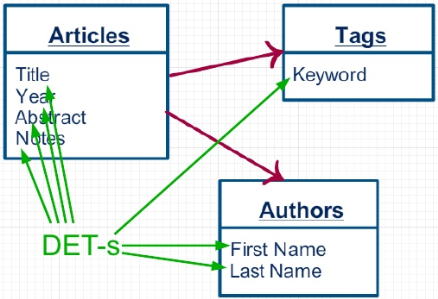 Articles
Title
Year
Abstract
Notes
Tags
Keyword
Authors
First Name
Last Name
DET-s